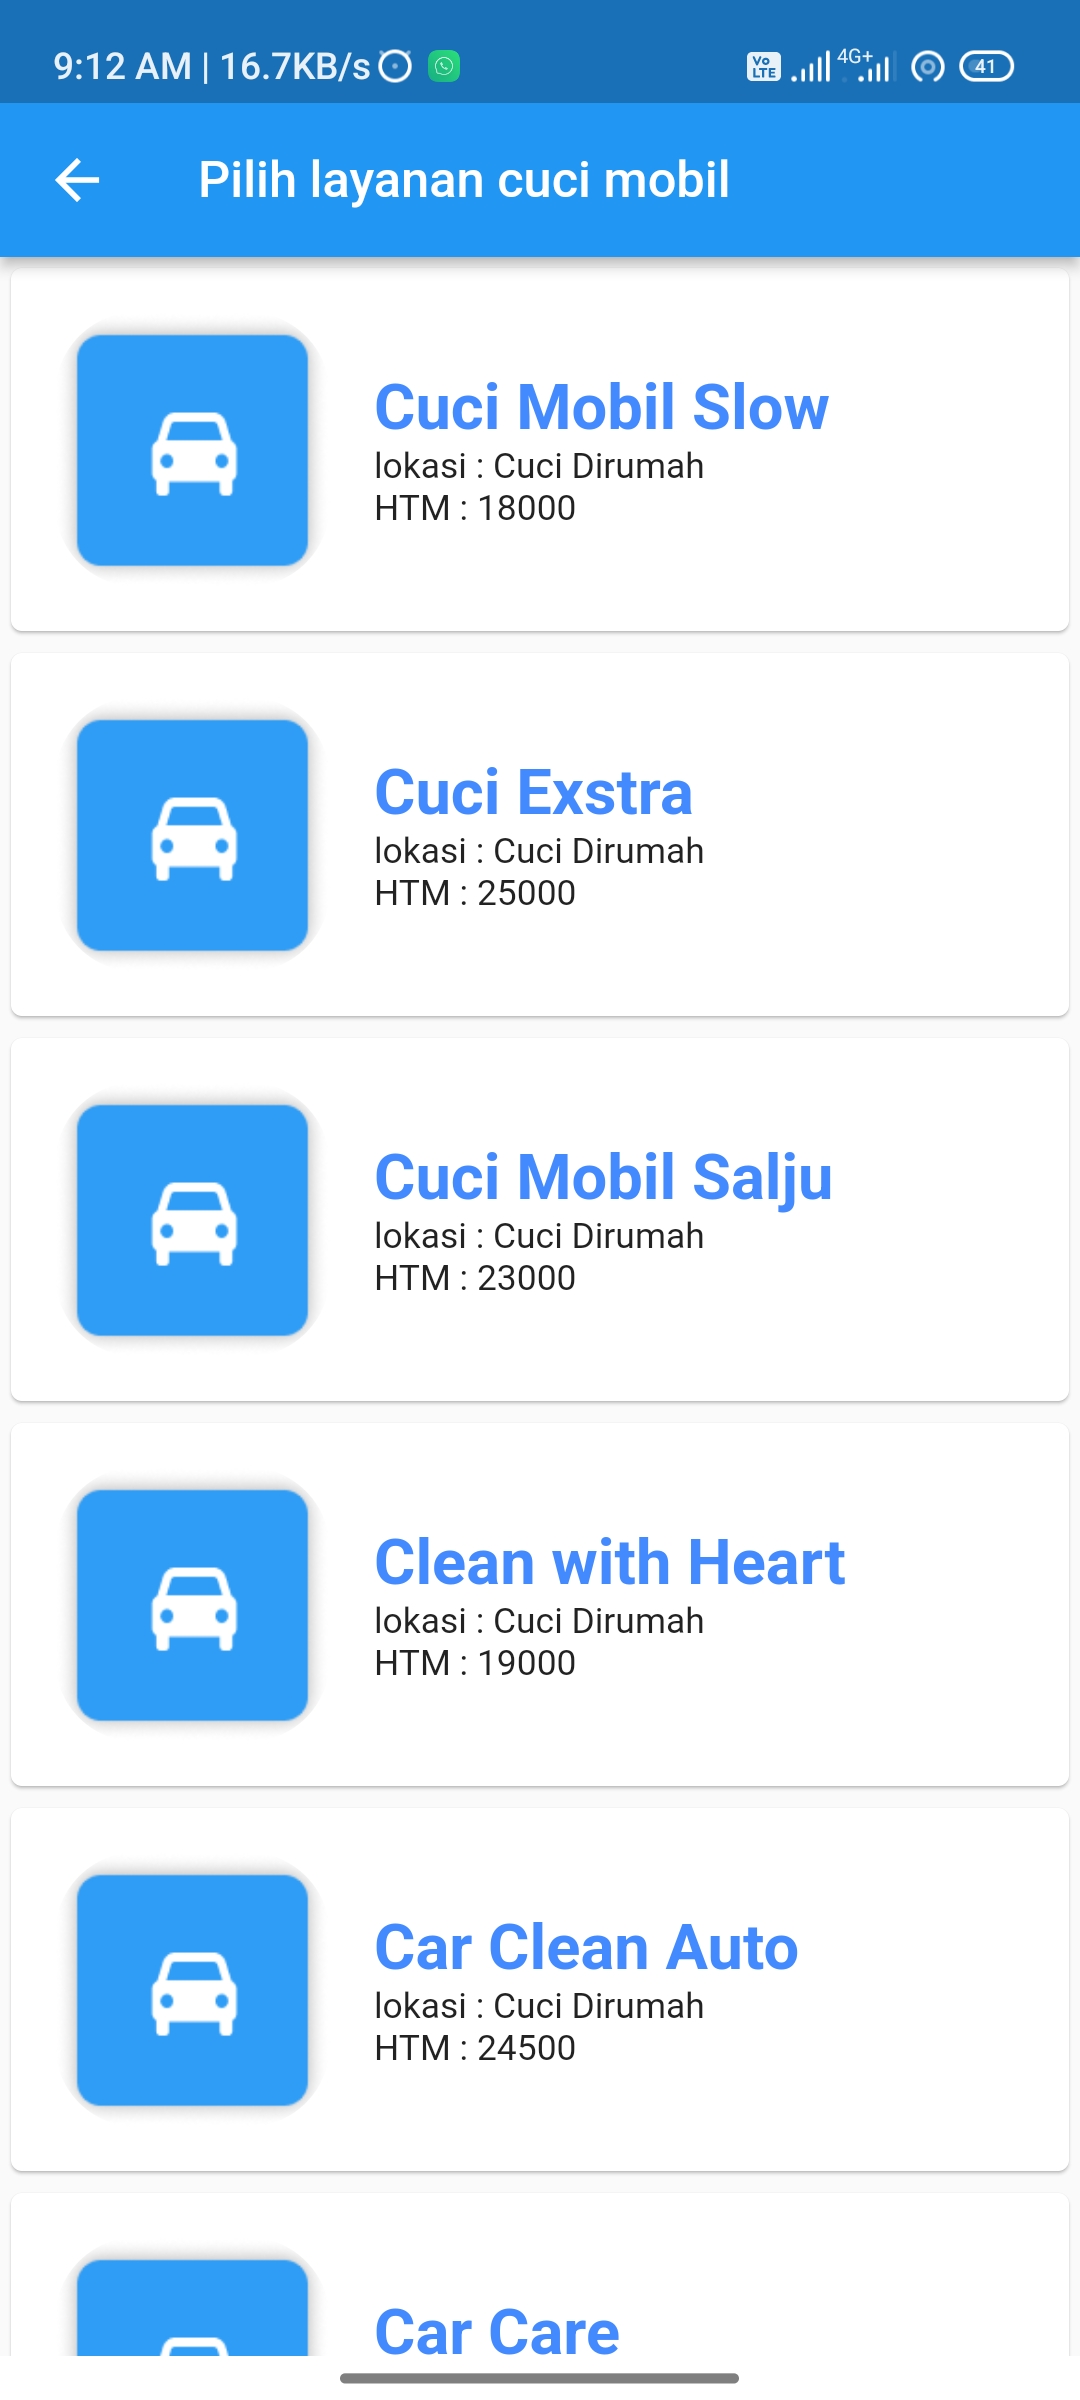 9:12 AM | 16.7KB/s
Vo LTE 4G+ 41
Pilih layanan cuci mobil
Cuci Mobil Slow
lokasi : Cuci Dirumah
HTM : 18000
Cuci Exstra
lokasi : Cuci Dirumah
HTM : 25000
Cuci Mobil Salju
lokasi : Cuci Dirumah
HTM : 23000
Clean with Heart
lokasi : Cuci Dirumah
HTM : 19000
Car Clean Auto
lokasi : Cuci Dirumah
HTM : 24500
Car Care